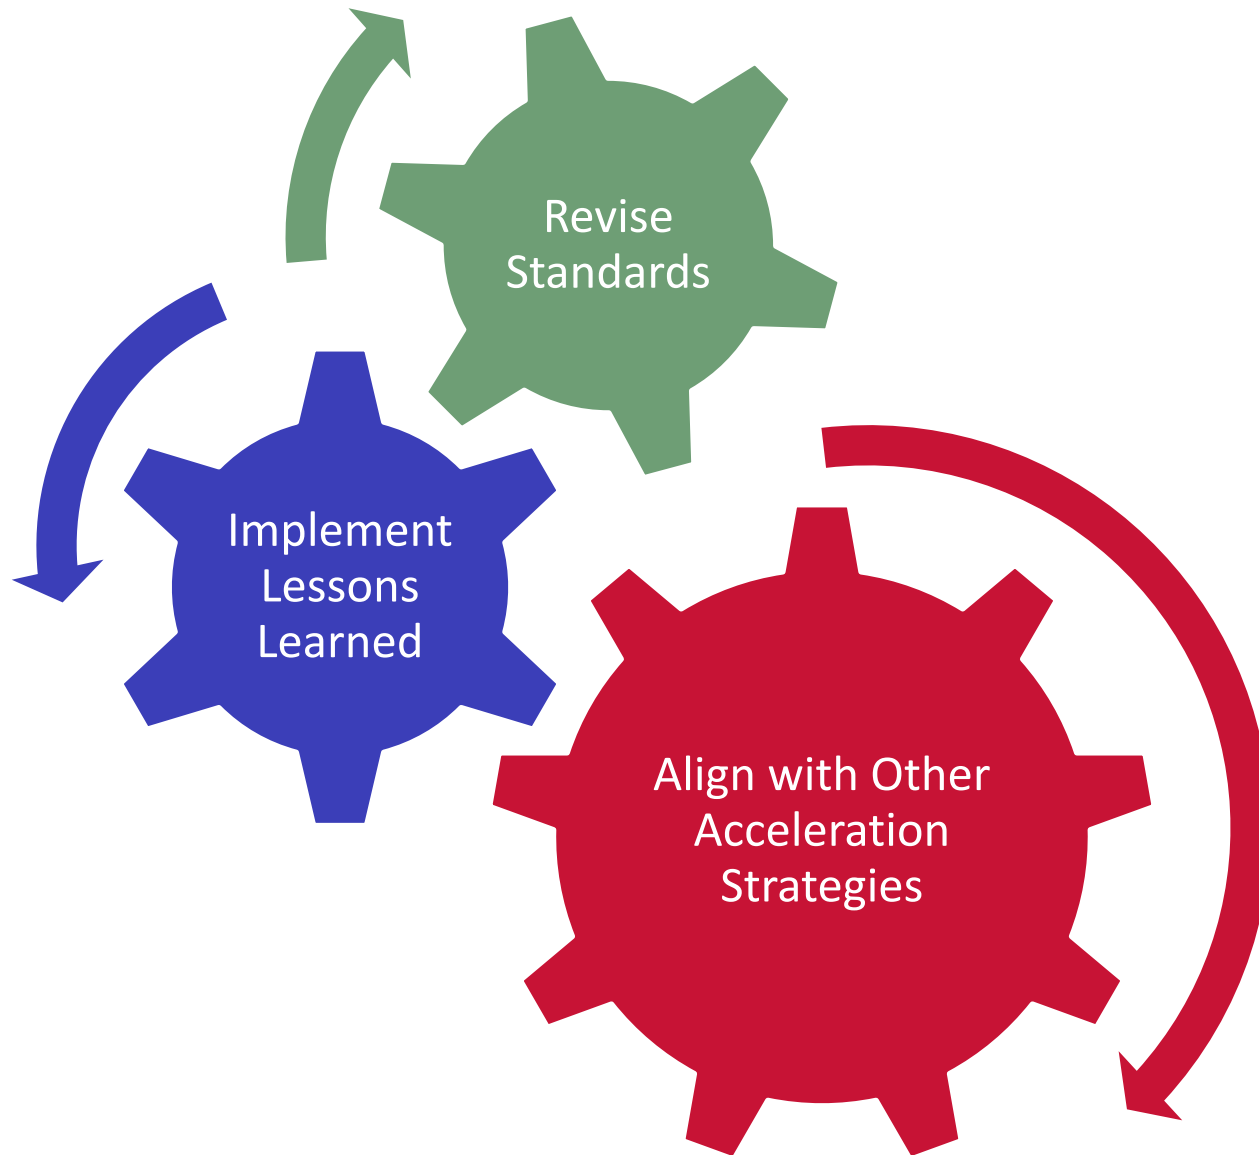 Revise
Standards
Implement
Lessons
Learned
Align with Other
Acceleration
Strategies